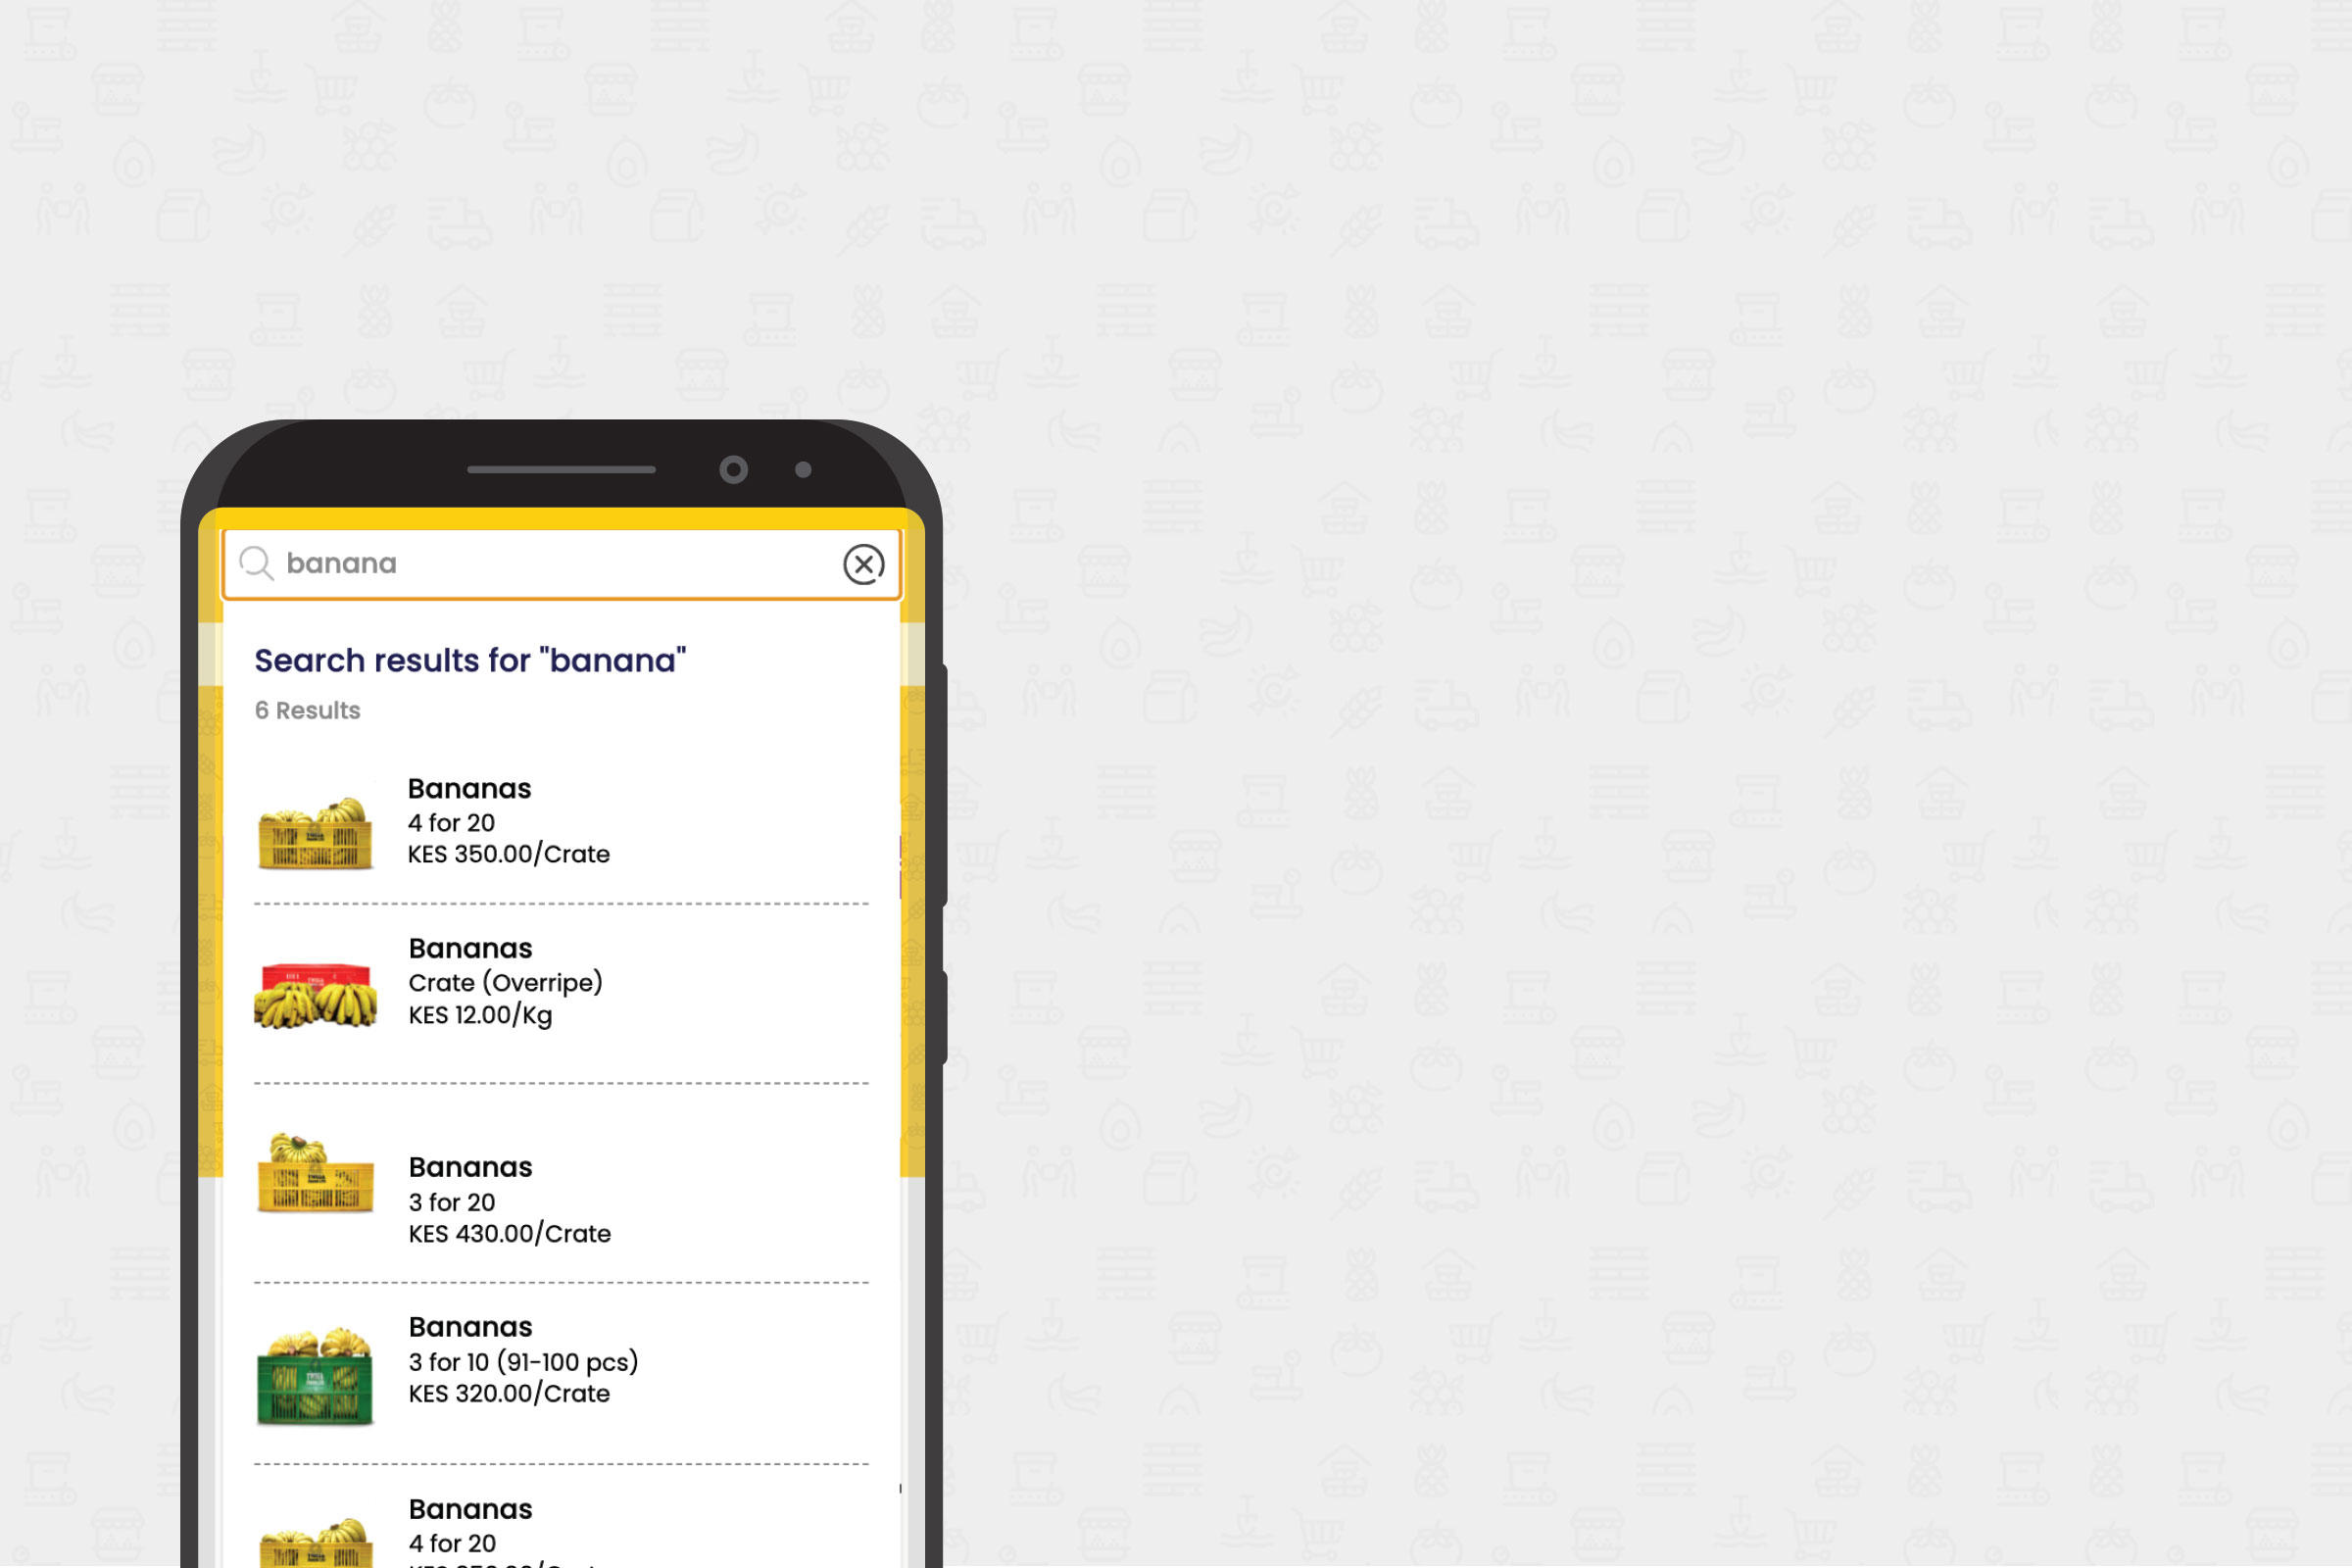 banana
Search results for "banana"
6 Results
Bananas
4 for 20
KES 350.00/Crate
Bananas
Crate (Overripe)
KES 12.00/Kg
Bananas
3 for 20
KES 430.00/Crate
Bananas
3 for 10 (91-100 pcs)
KES 320.00/Crate
Bananas
4 for 20